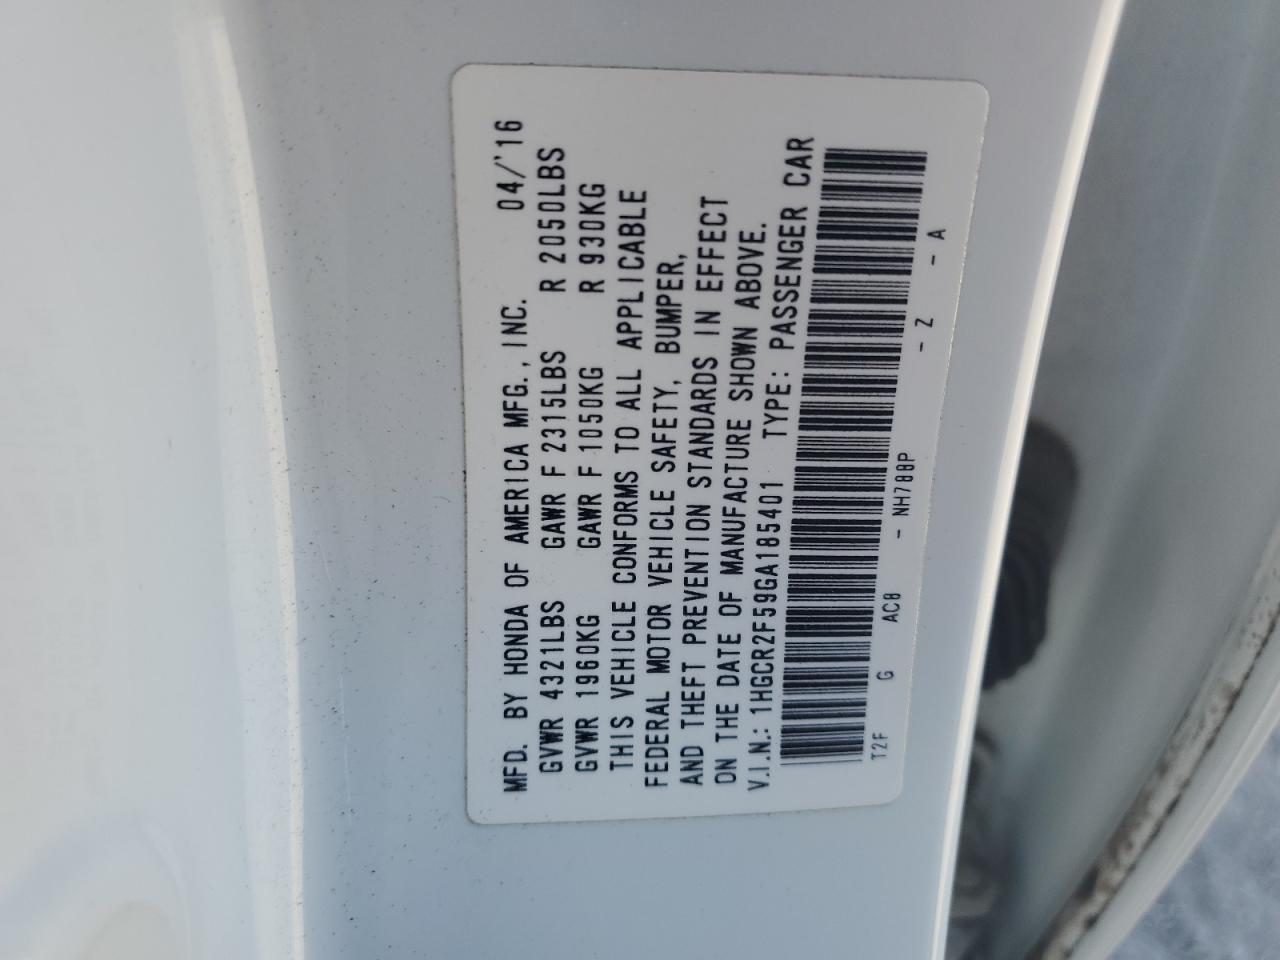 MFD. BY HONDA OF AMERICA MFG., INC. 04/'16
GVWR 4321LBS GAWR F 2315LBS R 2050LBS
GVWR 1960KG GAWR F 1050KG R 930KG
THIS VEHICLE CONFORMS TO ALL APPLICABLE
FEDERAL MOTOR VEHICLE SAFETY, BUMPER,
AND THEFT PREVENTION STANDARDS IN EFFECT
ON THE DATE OF MANUFACTURE SHOWN ABOVE.
V.I.N.: 1HGCR2F59GA185401 TYPE: PASSENGER CAR
T2F G AC8 - NH788P - Z - A